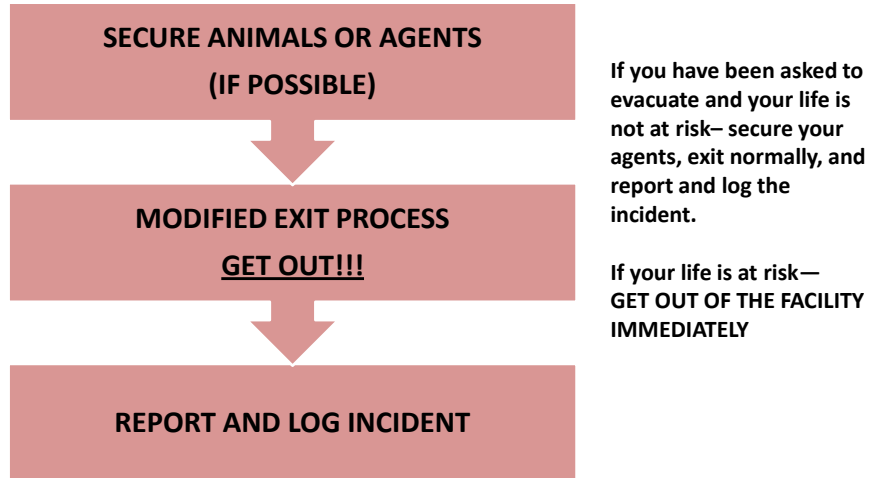 SECURE ANIMALS OR AGENTS
(IF POSSIBLE)
MODIFIED EXIT PROCESS
GET OUT!!!
REPORT AND LOG INCIDENT
If you have been asked to
evacuate and your life is
not at risk– secure your
agents, exit normally, and
report and log the
incident.
If your life is at risk—
GET OUT OF THE FACILITY
IMMEDIATELY